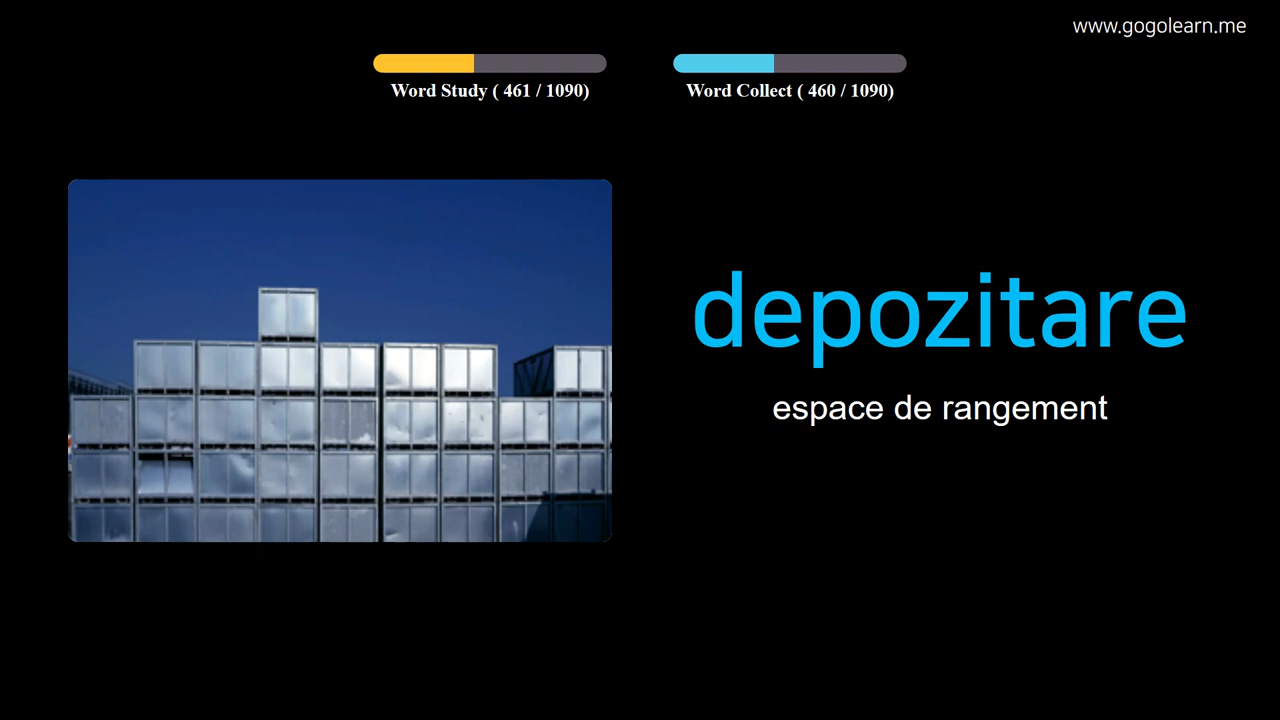 www.gogolearn.me
Word Study ( 461 / 1090)
Word Collect ( 460 / 1090)
depozitare
espace de rangement